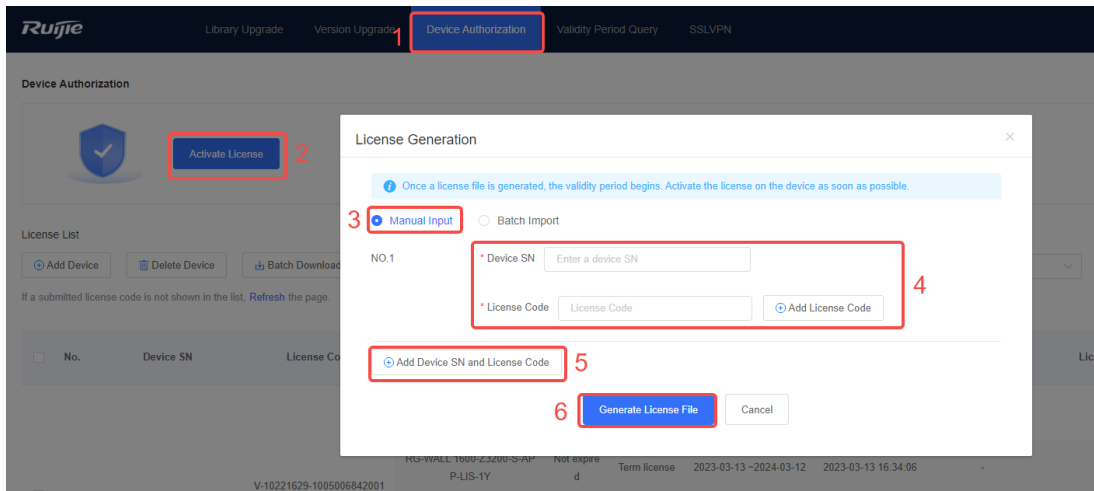 Ruijie Library Upgrade Version Upgrade 1 Device Authorization Validity Period Query SSLVPN
Device Authorization
Activate License 2
License Generation
Once a license file is generated, the validity period begins. Activate the license on the device as soon as possible.
3 Manual Input Batch Import
License List
Add Device Delete Device Batch Download
If a submitted license code is not shown in the list, Refresh the page.
NO.1 * Device SN Enter a device SN
4
* License Code License Code Add License Code
No. Device SN License Co Lic
Add Device SN and License Code 5
6 Generate License File Cancel
RG-WALL 1600-Z3200-S-AP
P-LIS-1Y
Not expire
d
Term license 2023-03-13 ~2024-03-12 2023-03-13 16:34:06 -
V-10221629-1005006842001